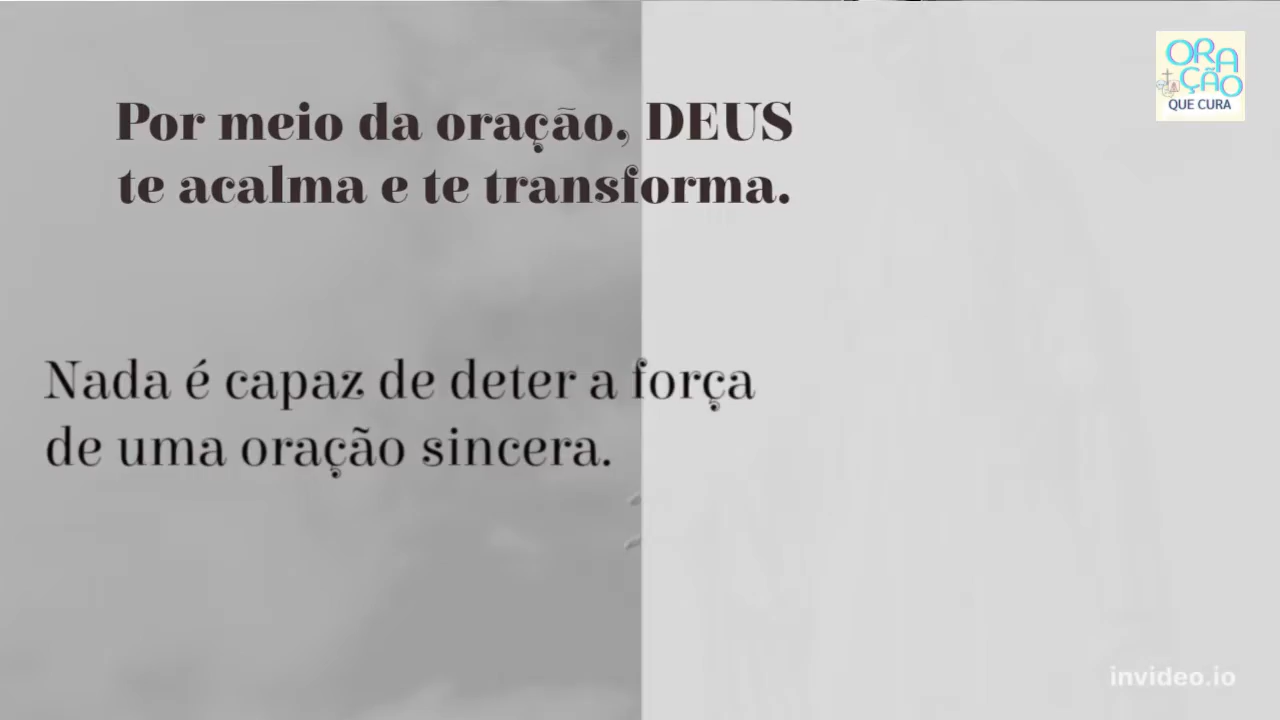 ORA
ÇÃO
QUE CURA
Por meio da oração, DEUS
te acalma e te transforma.
Nada é capaz de deter a força
de uma oração sincera.
invideo.io